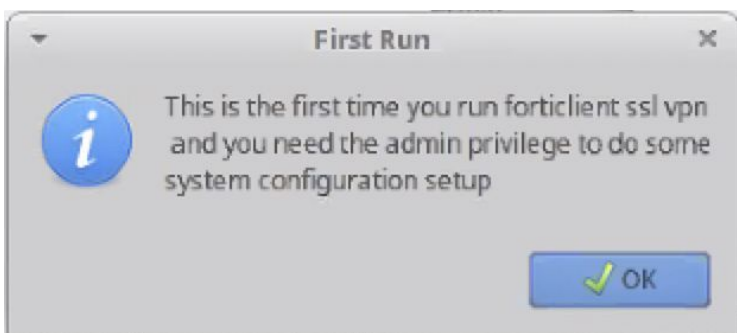 First Run
This is the first time you run forticlient ssl vpn
and you need the admin privilege to do some
system configuration setup
OK